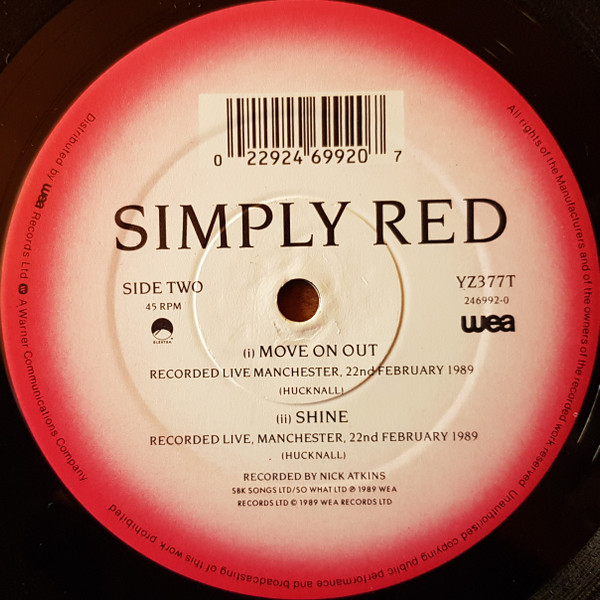 0 22924 69920 7
SIMPLY RED
SIDE TWO
45 RPM
ELEKTRA
YZ377T
246992-0
wea
(i) MOVE ON OUT
RECORDED LIVE MANCHESTER, 22nd FEBRUARY 1989
(HUCKNALL)
(ii) SHINE
RECORDED LIVE, MANCHESTER, 22nd FEBRUARY 1989
(HUCKNALL)
RECORDED BY NICK ATKINS
SBK SONGS LTD/SO WHAT LTD ℗ 1989 WEA
RECORDS LTD © 1989 WEA RECORDS LTD
All rights of the Manufacturers and of the owners of the recorded work reserved. Unauthorised copying public performance and broadcasting of this work prohibited
Distributed by wea Records Ltd. A Warner Communications Company